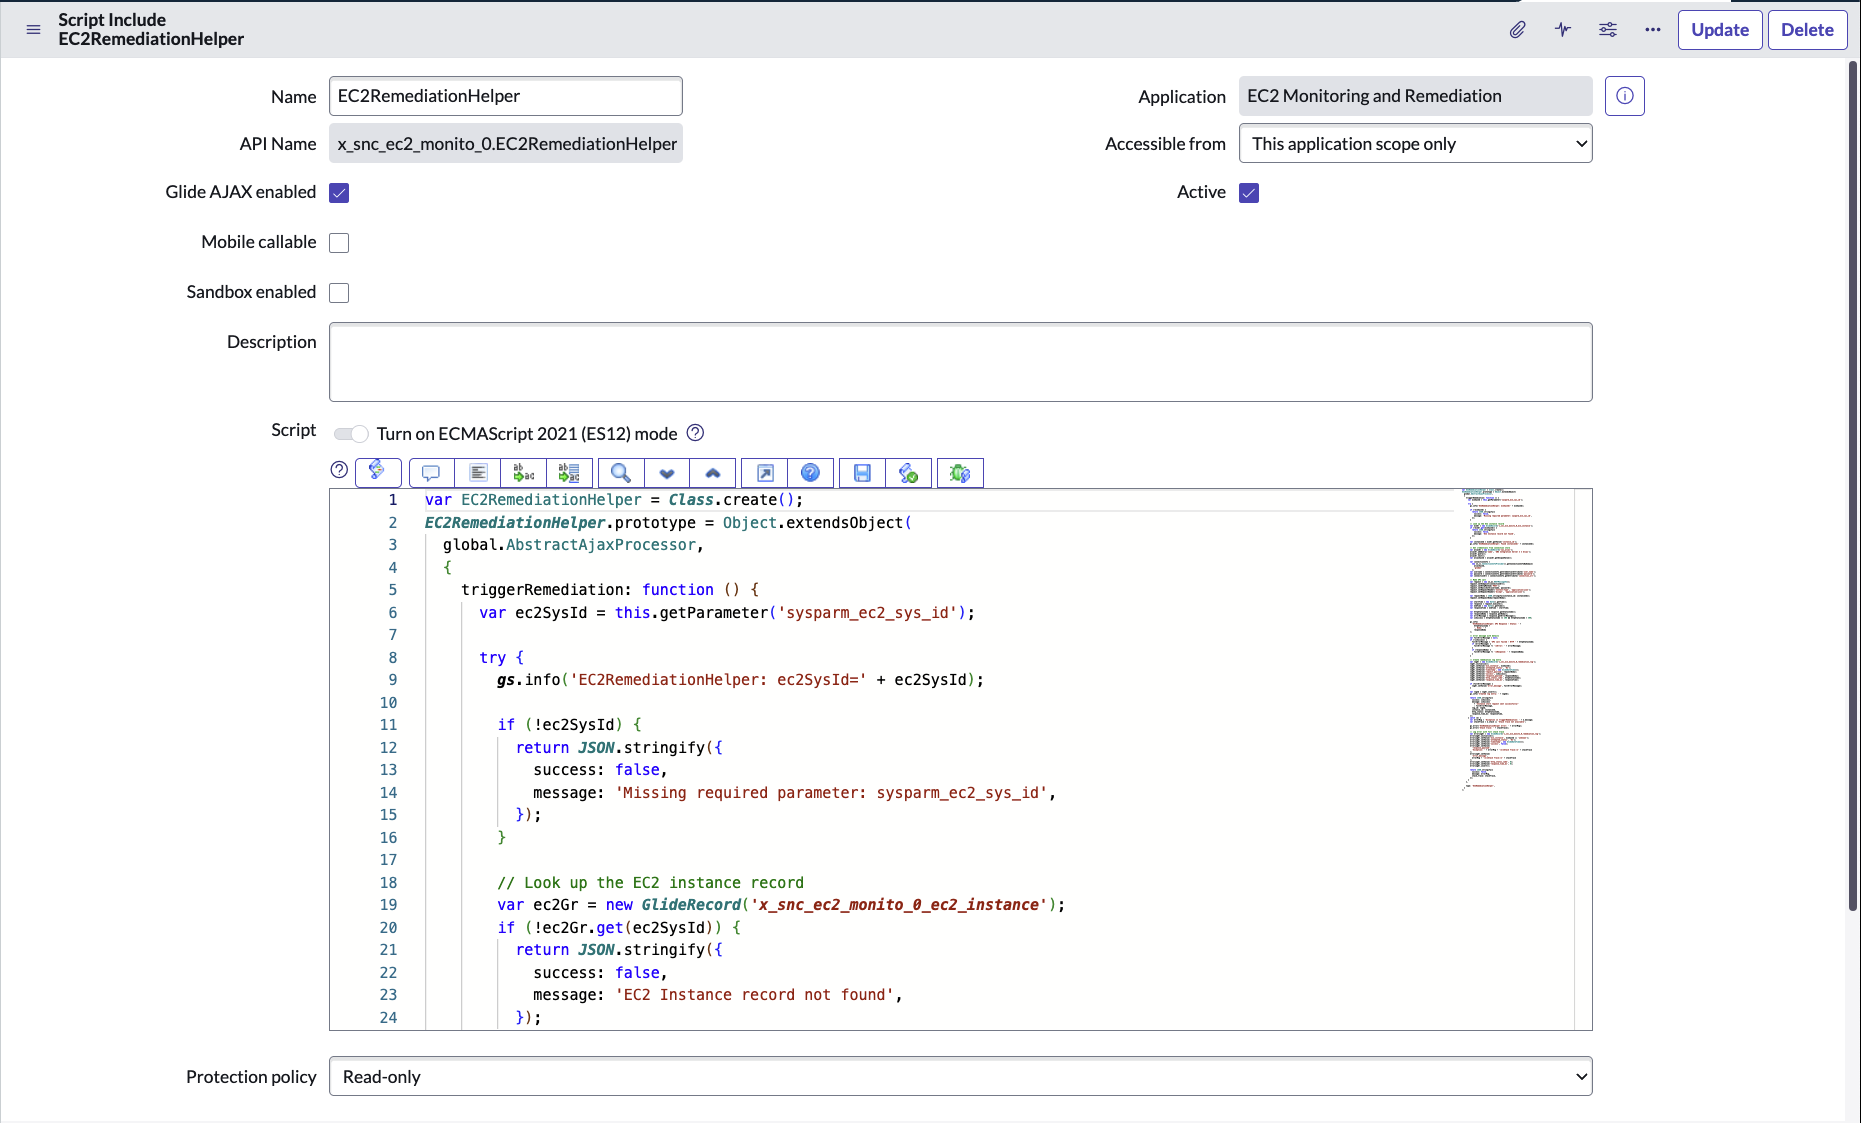 Script Include
EC2RemediationHelper
Update
Delete
Name
EC2RemediationHelper
Application
EC2 Monitoring and Remediation
API Name
x_snc_ec2_monito_0.EC2RemediationHelper
Accessible from
This application scope only
Glide AJAX enabled
Active
Mobile callable
Sandbox enabled
Description
Script
Turn on ECMAScript 2021 (ES12) mode
1 var EC2RemediationHelper = Class.create();
2 EC2RemediationHelper.prototype = Object.extendsObject(
3 global.AbstractAjaxProcessor,
4 {
5 triggerRemediation: function () {
6 var ec2SysId = this.getParameter('sysparm_ec2_sys_id');
7
8 try {
9 gs.info('EC2RemediationHelper: ec2SysId=' + ec2SysId);
10
11 if (!ec2SysId) {
12 return JSON.stringify({
13 success: false,
14 message: 'Missing required parameter: sysparm_ec2_sys_id',
15 });
16 }
17
18 // Look up the EC2 instance record
19 var ec2Gr = new GlideRecord('x_snc_ec2_monito_0_ec2_instance');
20 if (!ec2Gr.get(ec2SysId)) {
21 return JSON.stringify({
22 success: false,
23 message: 'EC2 Instance record not found',
24 });
Protection policy
Read-only